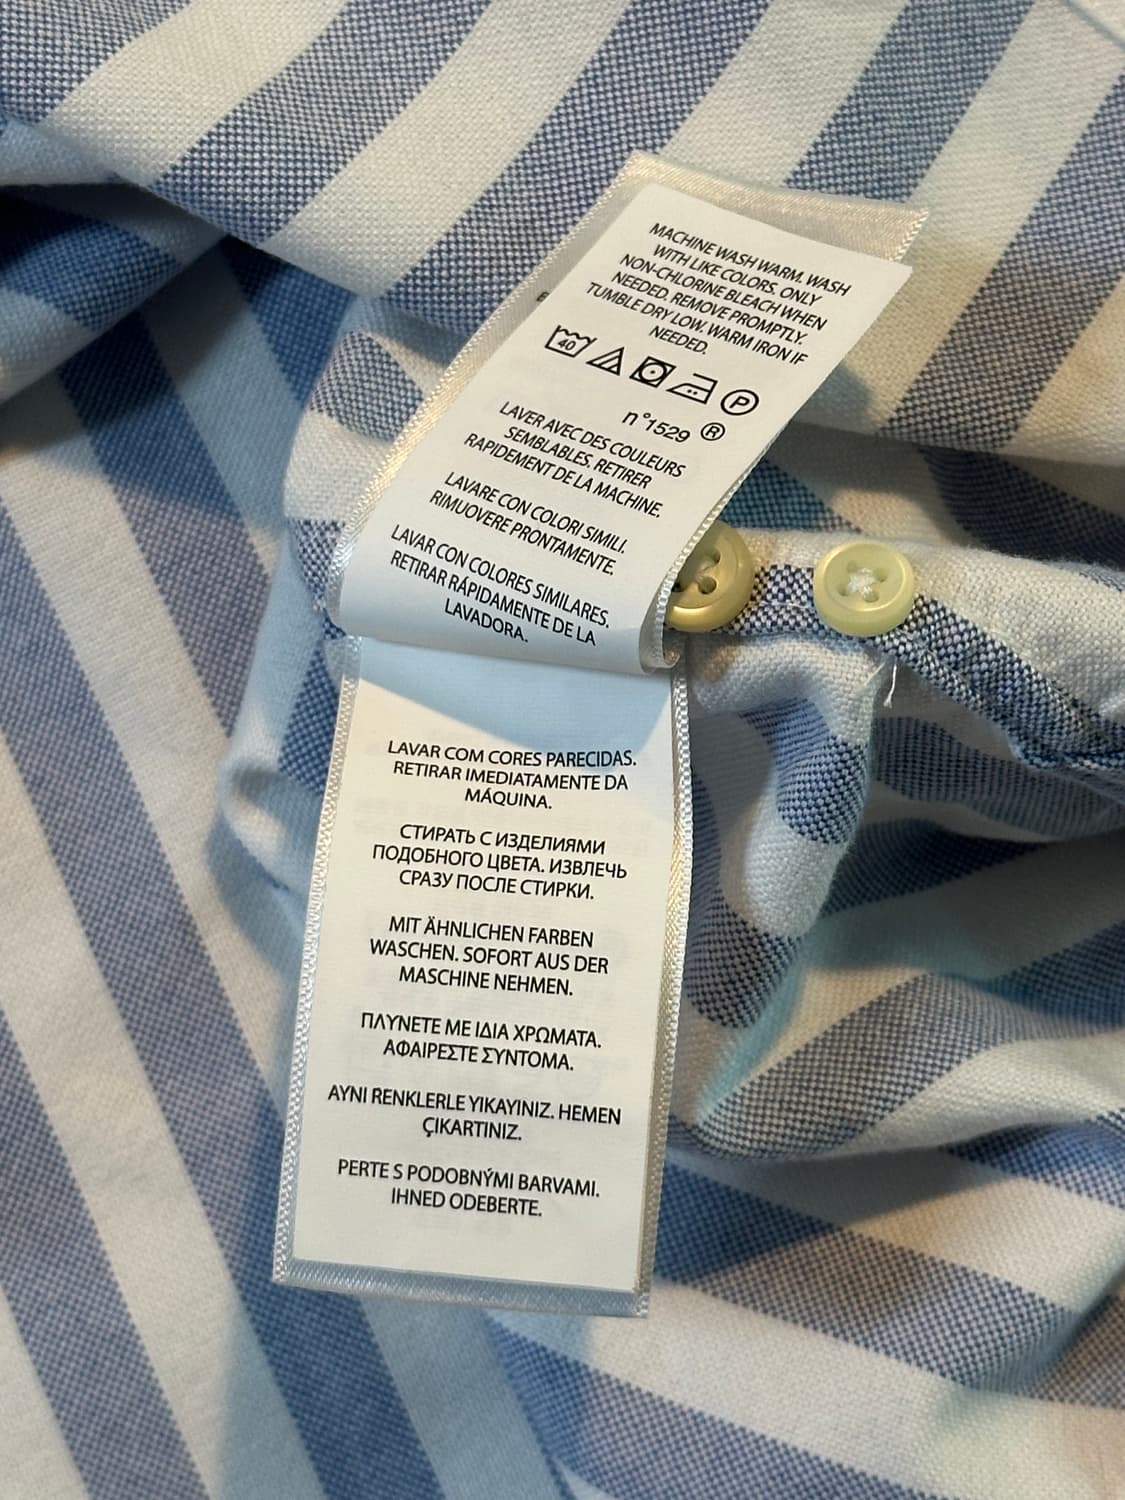 MACHINE WASH WARM. WASH
WITH LIKE COLORS. ONLY
NON-CHLORINE BLEACH WHEN
NEEDED. REMOVE PROMPTLY.
TUMBLE DRY LOW. WARM IRON IF
NEEDED.
40 P
n°1529 ®
LAVER AVEC DES COULEURS
SEMBLABLES. RETIRER
RAPIDEMENT DE LA MACHINE.
LAVARE CON COLORI SIMILI.
RIMUOVERE PRONTAMENTE.
LAVAR CON COLORES SIMILARES.
RETIRAR RÁPIDAMENTE DE LA
LAVADORA.
LAVAR COM CORES PARECIDAS.
RETIRAR IMEDIATAMENTE DA
MÁQUINA.
СТИРАТЬ С ИЗДЕЛИЯМИ
ПОДОБНОГО ЦВЕТА. ИЗВЛЕЧЬ
СРАЗУ ПОСЛЕ СТИРКИ.
MIT ÄHNLICHEN FARBEN
WASCHEN. SOFORT AUS DER
MASCHINE NEHMEN.
ΠΛΥΝΕΤΕ ΜΕ ΙΔΙΑ ΧΡΩΜΑΤΑ.
ΑΦΑΙΡΕΣΤΕ ΣΥΝΤΟΜΑ.
AYNI RENKLERLE YIKAYINIZ. HEMEN
ÇIKARTINIZ.
PERTE S PODOBNÝMI BARVAMI.
IHNED ODEBERTE.